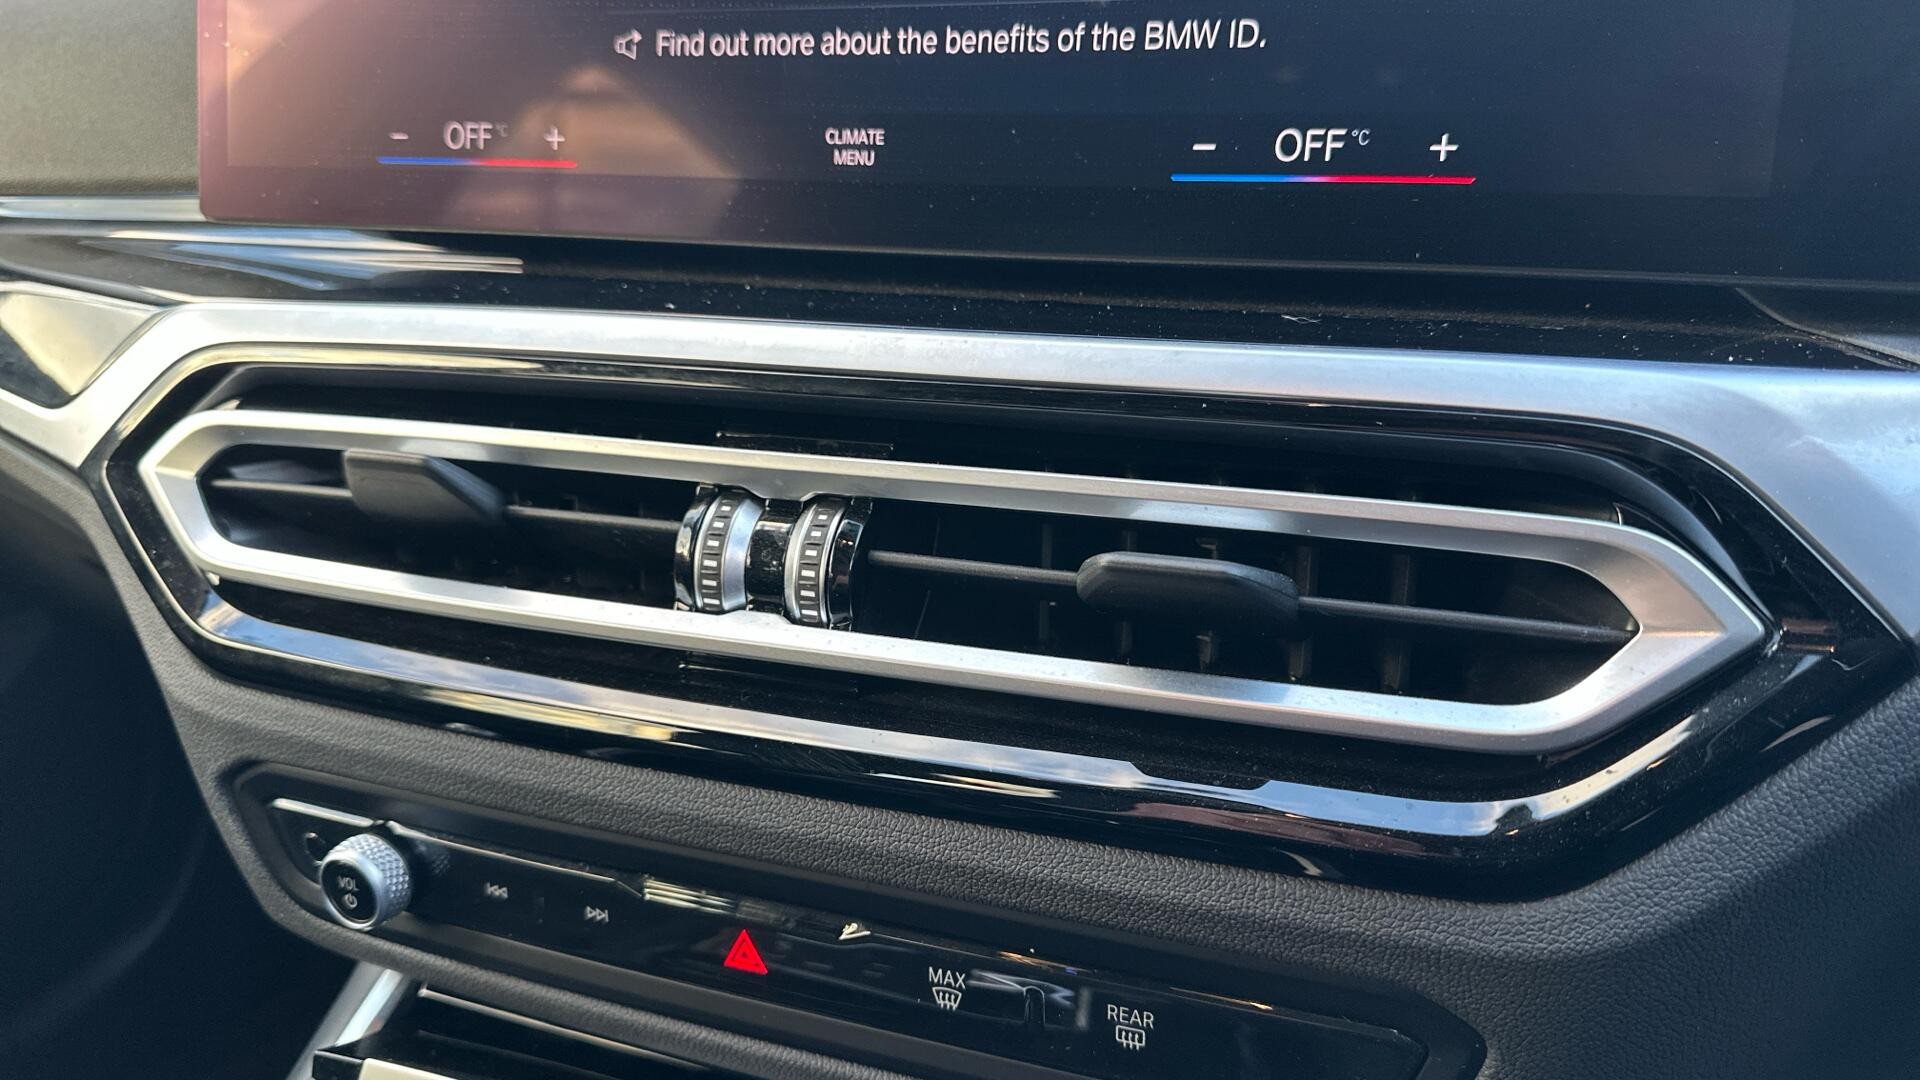 Find out more about the benefits of the BMW ID.
− OFF °C +
CLIMATE
MENU
− OFF °C +
VOL
MAX
REAR